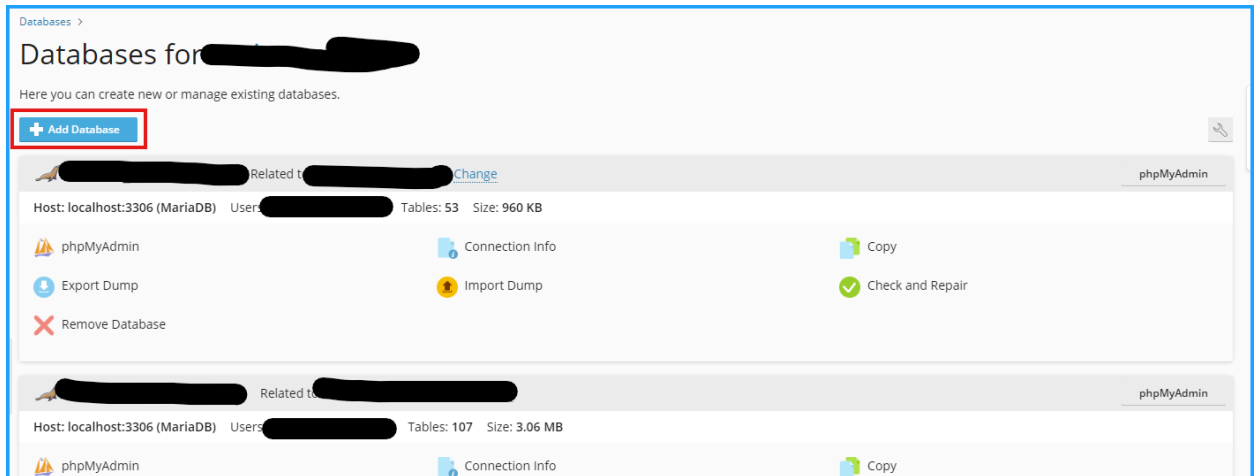 Databases >
Databases for
Here you can create new or manage existing databases.
Add Database
Related t Change phpMyAdmin
Host: localhost:3306 (MariaDB) Users Tables: 53 Size: 960 KB
phpMyAdmin Connection Info Copy
Export Dump Import Dump Check and Repair
Remove Database
Related to phpMyAdmin
Host: localhost:3306 (MariaDB) Users Tables: 107 Size: 3.06 MB
phpMyAdmin Connection Info Copy